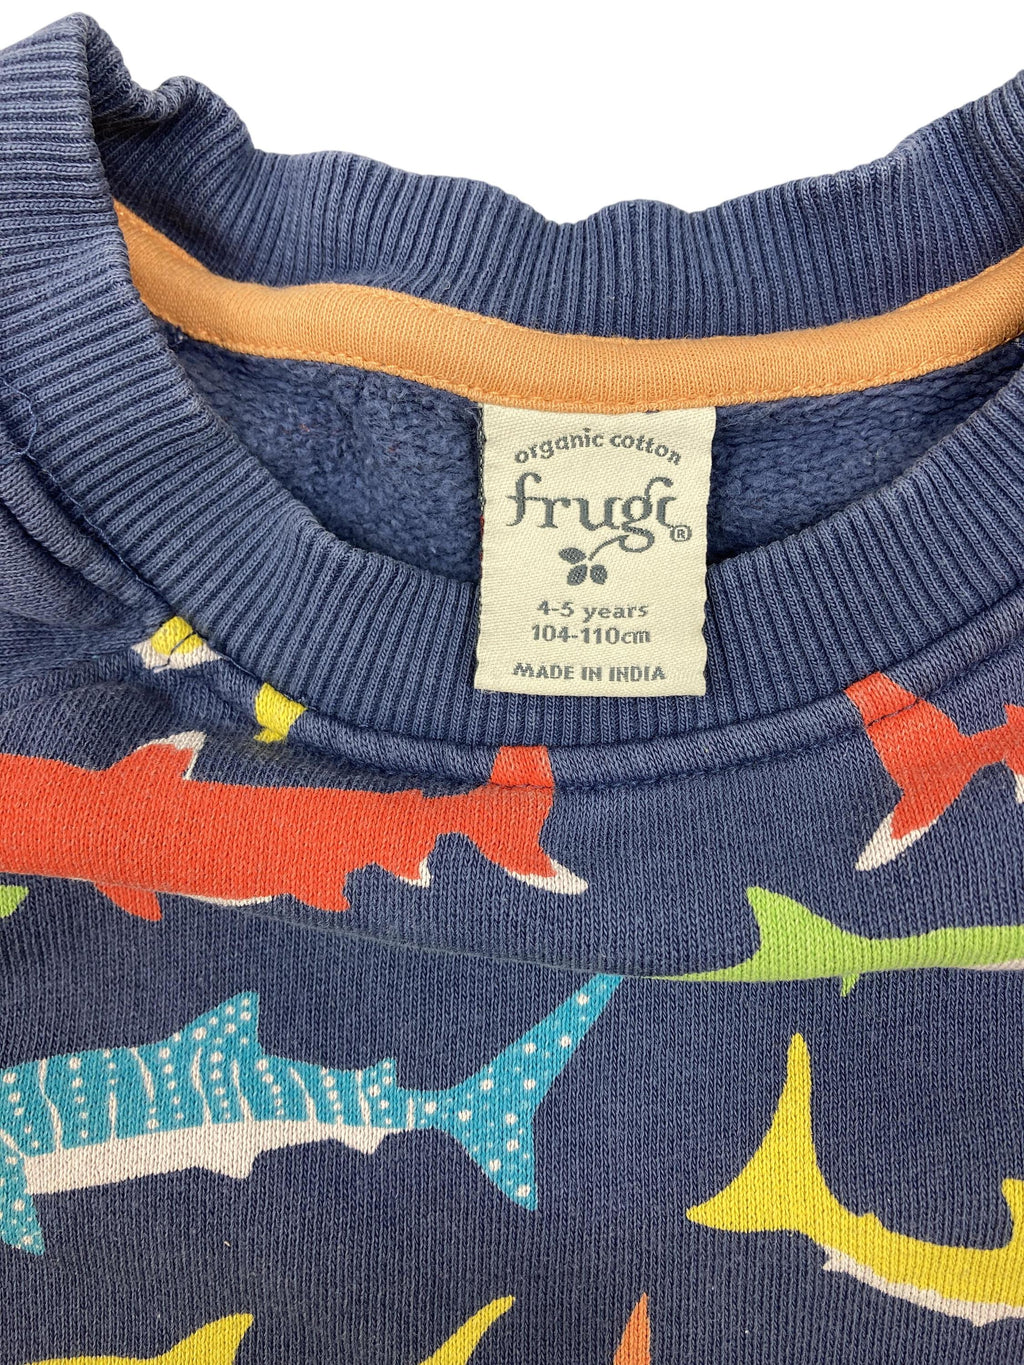 organic cotton
frugi®
4-5 years
104-110cm
MADE IN INDIA